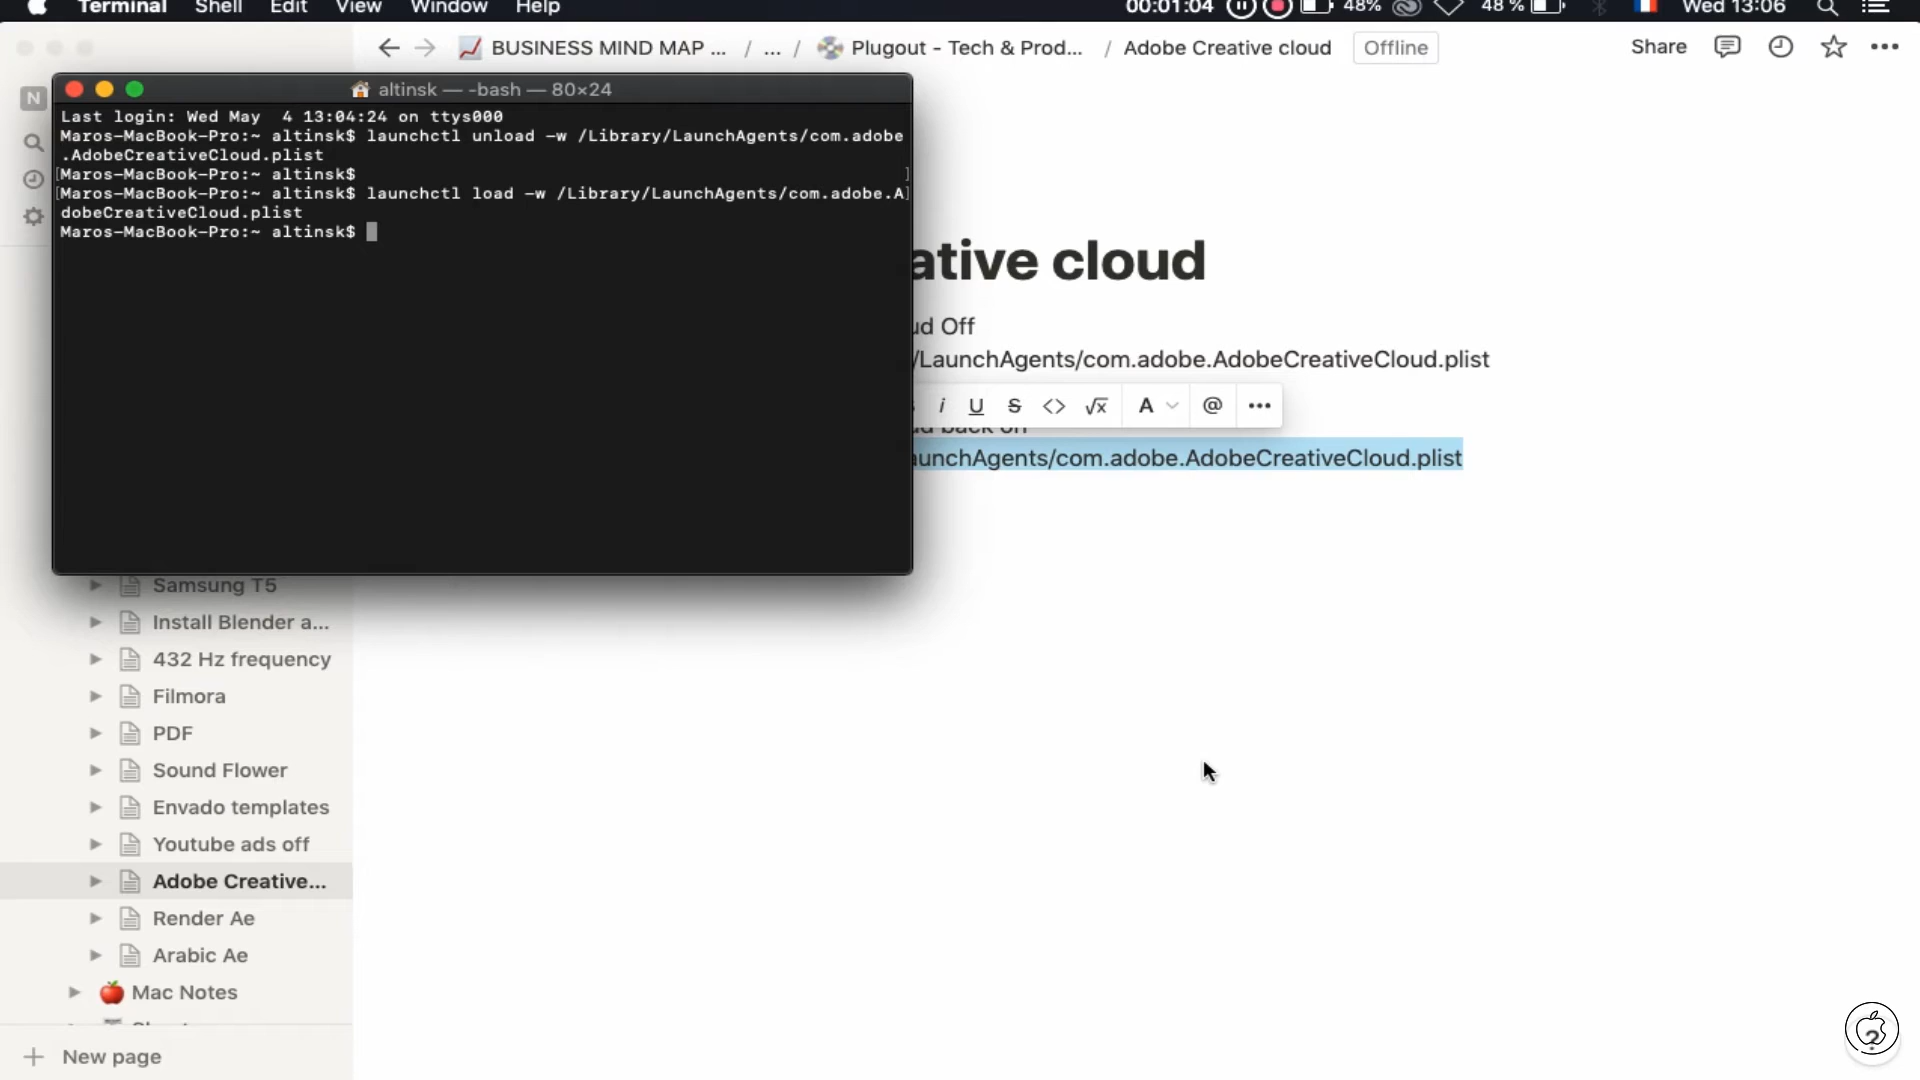 Terminal Shell Edit View Window Help 00:01:04 48% 48 % Wed 13:06
BUSINESS MIND MAP ... / ... / Plugout - Tech & Prod... / Adobe Creative cloud Offline Share
N
altinsk — -bash — 80×24
Last login: Wed May  4 13:04:24 on ttys000
Maros-MacBook-Pro:~ altinsk$ launchctl unload -w /Library/LaunchAgents/com.adobe
.AdobeCreativeCloud.plist
[Maros-MacBook-Pro:~ altinsk$ ]
[Maros-MacBook-Pro:~ altinsk$ launchctl load -w /Library/LaunchAgents/com.adobe.A]
dobeCreativeCloud.plist
Maros-MacBook-Pro:~ altinsk$
ative cloud
ud Off
/LaunchAgents/com.adobe.AdobeCreativeCloud.plist
i U S <> √x A @ •••
ud back on
aunchAgents/com.adobe.AdobeCreativeCloud.plist
Samsung T5
Install Blender a...
432 Hz frequency
Filmora
PDF
Sound Flower
Envado templates
Youtube ads off
Adobe Creative...
Render Ae
Arabic Ae
Mac Notes
+ New page
?